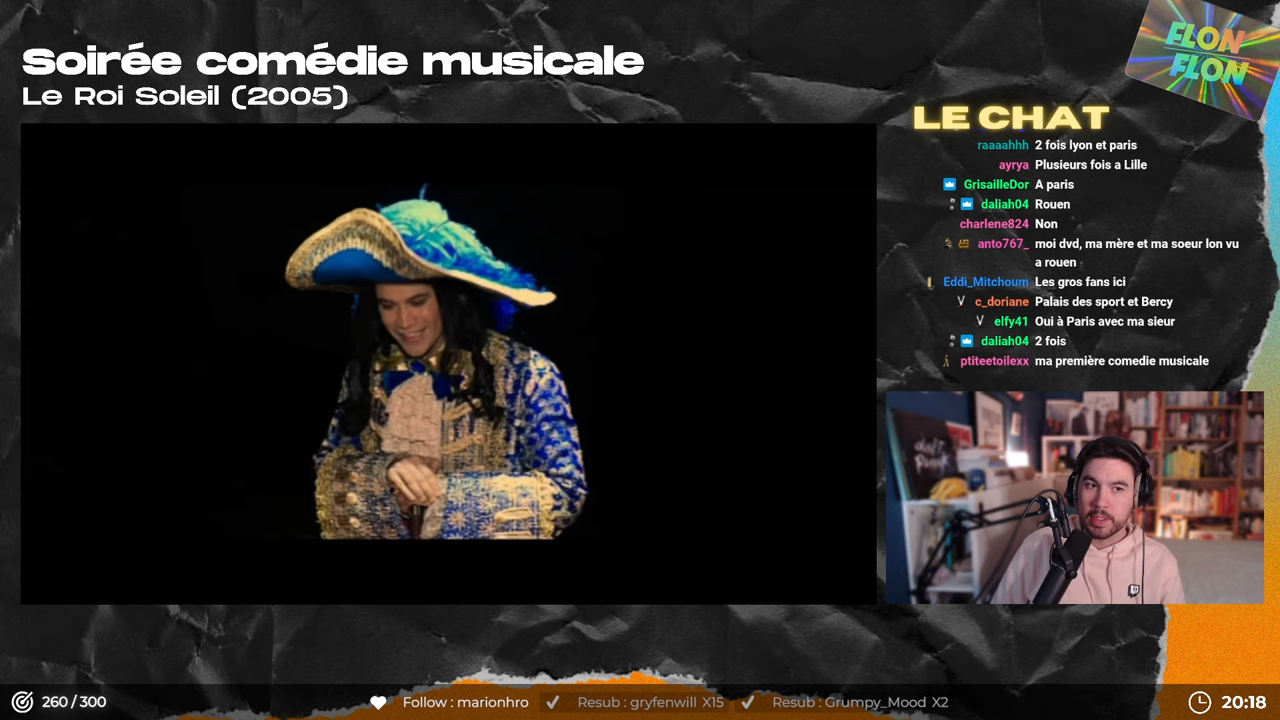 Soirée comédie musicale
Le Roi Soleil (2005)
FLON
FLON
LE CHAT
raaaahhh 2 fois lyon et paris
ayrya Plusieurs fois a Lille
GrisailleDor A paris
daliah04 Rouen
charlene824 Non
anto767_ moi dvd, ma mère et ma soeur lon vu
a rouen
Eddi_Mitchoum Les gros fans ici
c_doriane Palais des sport et Bercy
elfy41 Oui à Paris avec ma sieur
daliah04 2 fois
ptiteetoilexx ma première comedie musicale
daft
punk
260 / 300
Follow : marionhro
Resub : gryfenwill X15
Resub : Grumpy_Mood X2
20:18